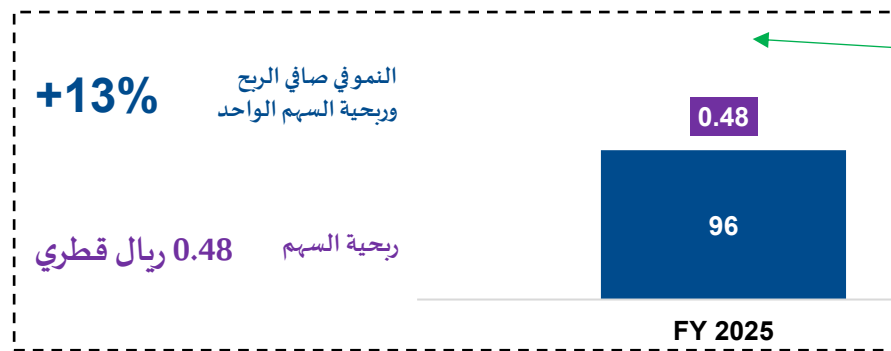 النمو في صافي الربح
وربحية السهم الواحد
+13%
ربحية السهم
0.48 ريال قطري
0.48
96
FY 2025